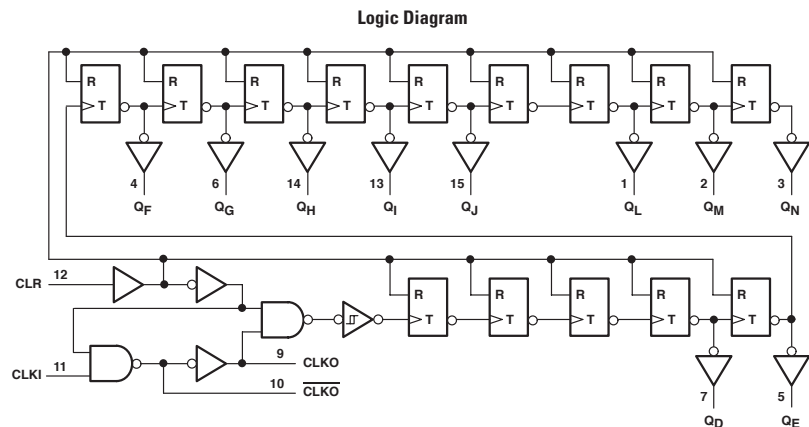 Logic Diagram
R R R R R R R R R
T T T T T T T T T
4 6 14 13 15 1 2 3
QF QG QH QI QJ QL QM QN
CLR 12
R R R R R
T T T T T
9 CLKO
CLKI 11
10 CLKO
7 5
QD QE